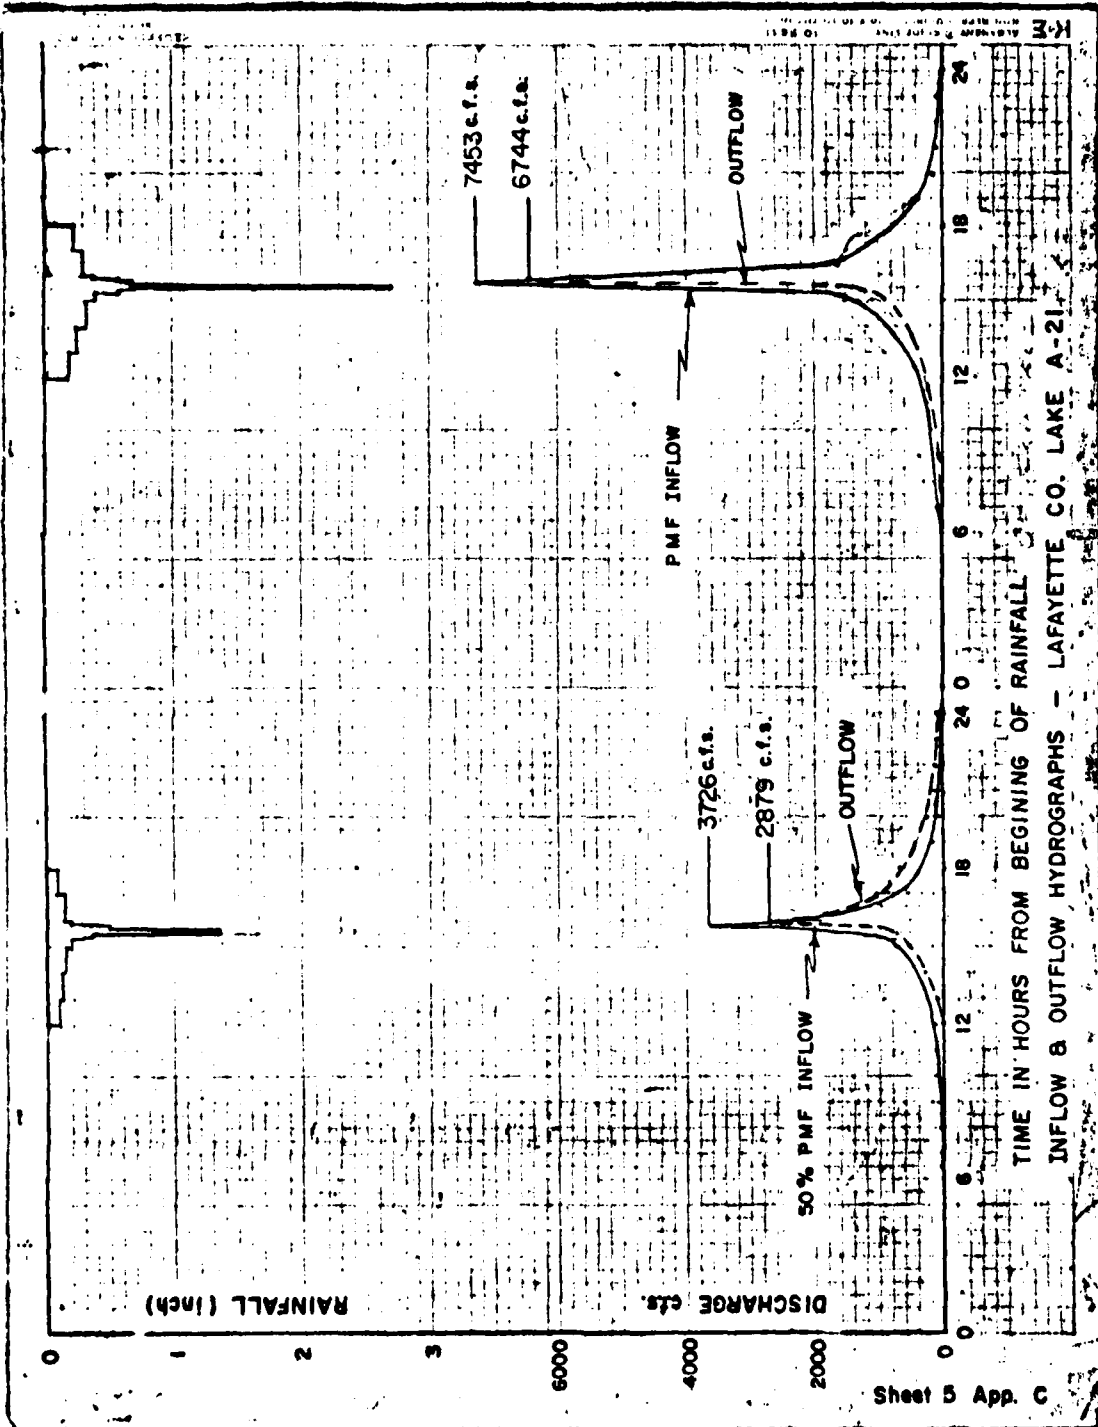 K-E
0
1
2
3
RAINFALL (inch)
6000
4000
2000
0
DISCHARGE cfs.
7453 c.f.s.
6744 c.f.s.
OUTFLOW
PMF INFLOW
3726 c.f.s.
2879 c.f.s.
OUTFLOW
50% PMF INFLOW
0 6 12 18 24 0 6 12 18 24
TIME IN HOURS FROM BEGINING OF RAINFALL
INFLOW & OUTFLOW HYDROGRAPHS - LAFAYETTE CO. LAKE A-21
Sheet 5 App. C